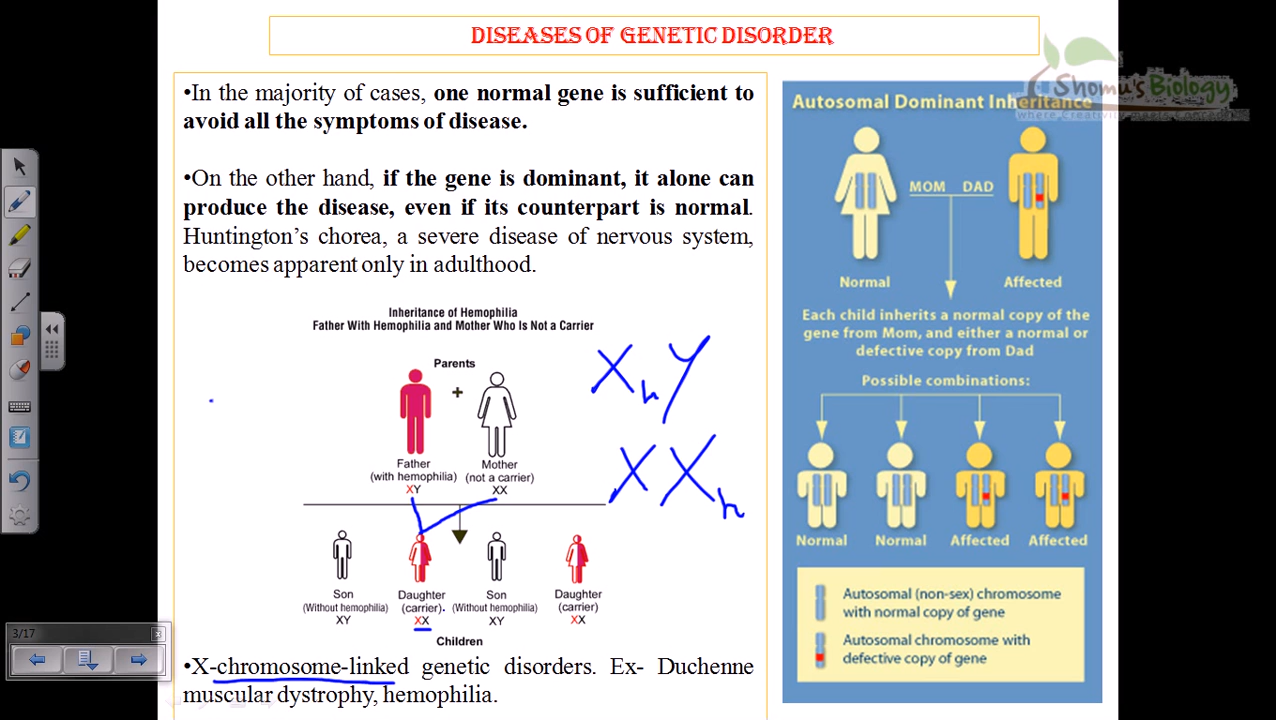 DISEASES OF GENETIC DISORDER
•In the majority of cases, one normal gene is sufficient to
avoid all the symptoms of disease.
•On the other hand, if the gene is dominant, it alone can
produce the disease, even if its counterpart is normal.
Huntington's chorea, a severe disease of nervous system,
becomes apparent only in adulthood.
Inheritance of Hemophilia
Father With Hemophilia and Mother Who Is Not a Carrier
Parents
+
Father
(with hemophilia)
XY
Mother
(not a carrier)
XX
Son
(Without hemophilia)
XY
Daughter
(carrier).
XX
Son
(Without hemophilia)
XY
Daughter
(carrier)
XX
Children
XhY
XXh
•X-chromosome-linked genetic disorders. Ex- Duchenne
muscular dystrophy, hemophilia.
Shomu's Biology
Autosomal Dominant Inheritance
MOM DAD
Normal Affected
Each child inherits a normal copy of the
gene from Mom, and either a normal or
defective copy from Dad
Possible combinations:
Normal Normal Affected Affected
Autosomal (non-sex) chromosome
with normal copy of gene
Autosomal chromosome with
defective copy of gene
3/17